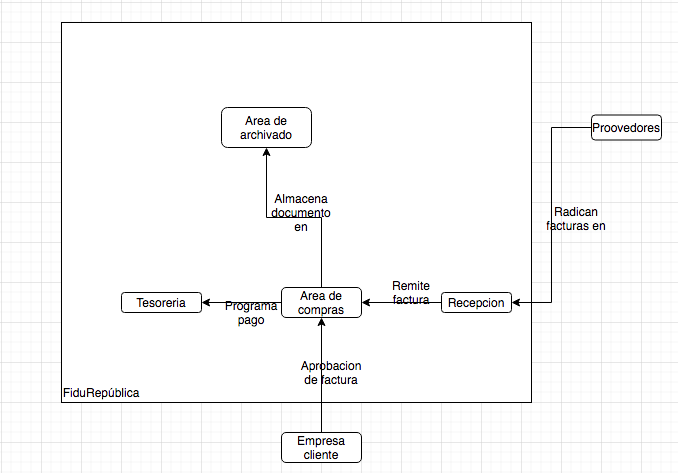 Area de
archivado
Proovedores
Almacena
documento
en
Radican
facturas en
Tesoreria
Programa
pago
Area de
compras
Remite
factura
Recepcion
Aprobacion
de factura
FiduRepública
Empresa
cliente